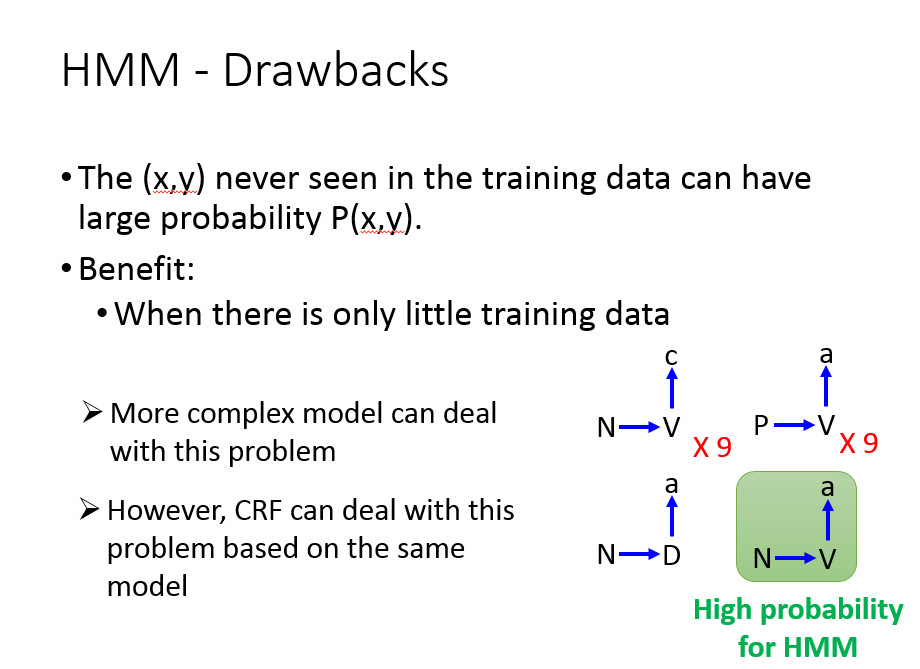 HMM - Drawbacks
•The (x,y) never seen in the training data can have
large probability P(x,y).
•Benefit:
•When there is only little training data
➢ More complex model can deal
with this problem
➢ However, CRF can deal with this
problem based on the same
model
c
N V
X 9
a
P V
X 9
a
N D
a
N V
High probability
for HMM